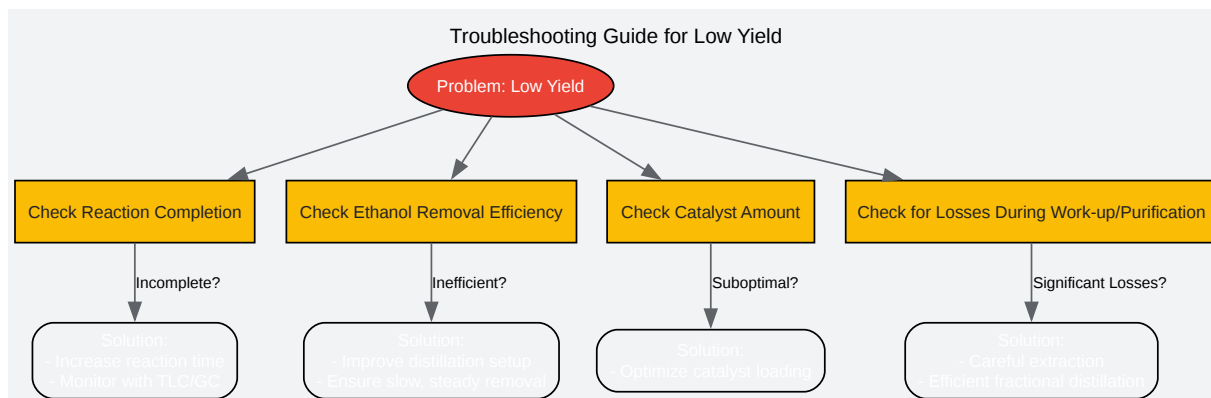 Troubleshooting Guide for Low Yield
Problem: Low Yield
Check Reaction Completion
Check Ethanol Removal Efficiency
Check Catalyst Amount
Check for Losses During Work-up/Purification
Incomplete?
Inefficient?
Suboptimal?
Significant Losses?
Solution:
- Increase reaction time
- Monitor with TLC/GC
Solution:
- Improve distillation setup
- Ensure slow, steady removal
Solution:
- Optimize catalyst loading
Solution:
- Careful extraction
- Efficient fractional distillation